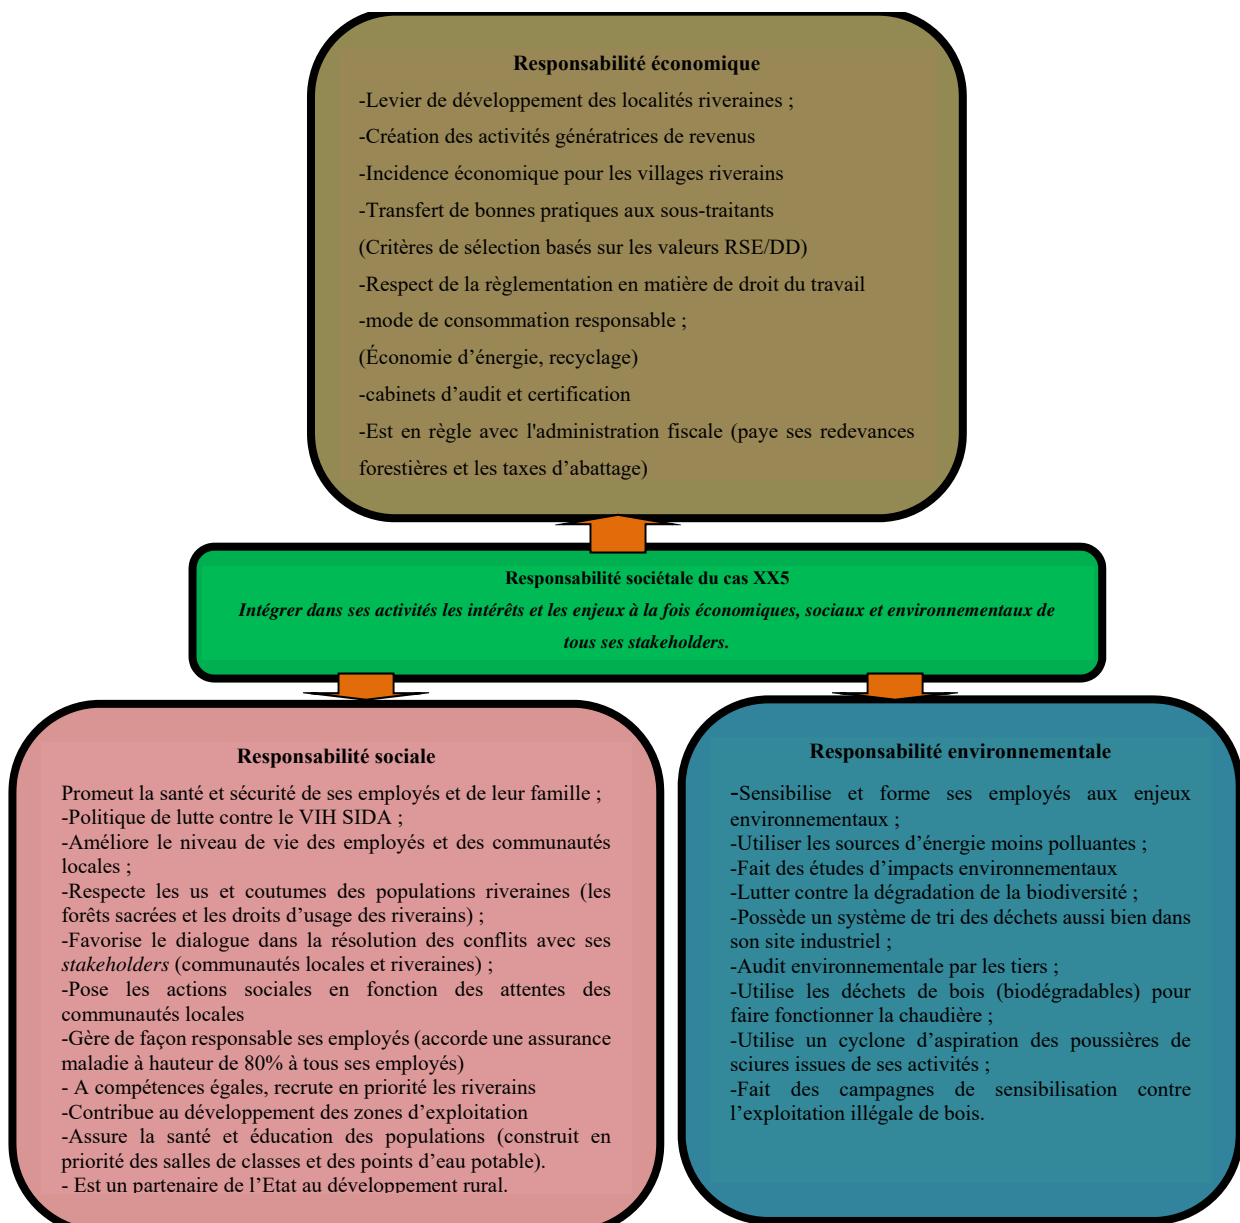 Responsabilité économique
-Levier de développement des localités riveraines ;
-Création des activités génératrices de revenus
-Incidence économique pour les villages riverains
-Transfert de bonnes pratiques aux sous-traitants
(Critères de sélection basés sur les valeurs RSE/DD)
-Respect de la règlementation en matière de droit du travail
-mode de consommation responsable ;
(Économie d’énergie, recyclage)
-cabinets d’audit et certification
-Est en règle avec l'administration fiscale (paye ses redevances
forestières et les taxes d’abattage)
Responsabilité sociétale du cas XX5
Intégrer dans ses activités les intérêts et les enjeux à la fois économiques, sociaux et environnementaux de
tous ses stakeholders.
Responsabilité sociale
Promeut la santé et sécurité de ses employés et de leur famille ;
-Politique de lutte contre le VIH SIDA ;
-Améliore le niveau de vie des employés et des communautés
locales ;
-Respecte les us et coutumes des populations riveraines (les
forêts sacrées et les droits d’usage des riverains) ;
-Favorise le dialogue dans la résolution des conflits avec ses
stakeholders (communautés locales et riveraines) ;
-Pose les actions sociales en fonction des attentes des
communautés locales
-Gère de façon responsable ses employés (accorde une assurance
maladie à hauteur de 80% à tous ses employés)
- A compétences égales, recrute en priorité les riverains
-Contribue au développement des zones d’exploitation
-Assure la santé et éducation des populations (construit en
priorité des salles de classes et des points d’eau potable).
- Est un partenaire de l’Etat au développement rural.
Responsabilité environnementale
-Sensibilise et forme ses employés aux enjeux
environnementaux ;
-Utiliser les sources d’énergie moins polluantes ;
-Fait des études d’impacts environnementaux
-Lutter contre la dégradation de la biodiversité ;
-Possède un système de tri des déchets aussi bien dans
son site industriel ;
-Audit environnementale par les tiers ;
-Utilise les déchets de bois (biodégradables) pour
faire fonctionner la chaudière ;
-Utilise un cyclone d’aspiration des poussières de
sciures issues de ses activités ;
-Fait des campagnes de sensibilisation contre
l’exploitation illégale de bois.